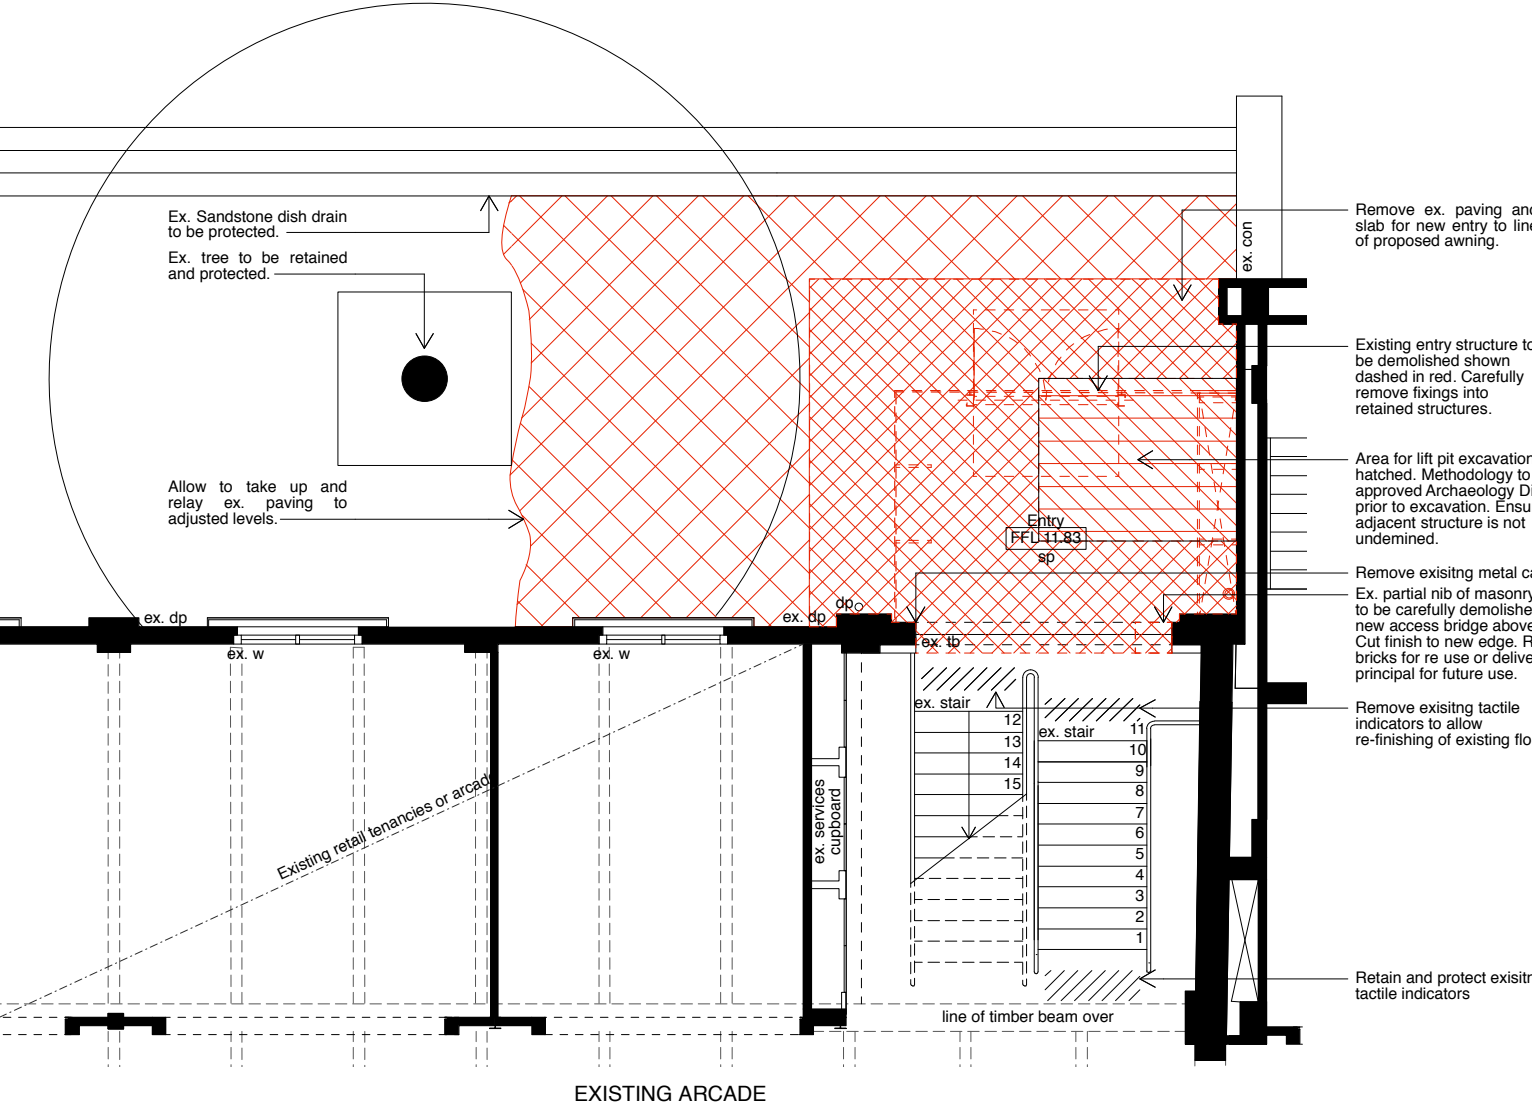 Ex. Sandstone dish drain
to be protected.
Ex. tree to be retained
and protected.
Allow to take up and
relay ex. paving to
adjusted levels.
ex. con
Remove ex. paving and
slab for new entry to line
of proposed awning.
Existing entry structure to
be demolished shown
dashed in red. Carefully
remove fixings into
retained structures.
Area for lift pit excavation
hatched. Methodology to
approved Archaeology Di
prior to excavation. Ensu
adjacent structure is not
undemined.
Entry
FFL 11.83
sp
Remove exisitng metal ca
Ex. partial nib of masonry
to be carefully demolishe
new access bridge above
Cut finish to new edge. R
bricks for re use or delive
principal for future use.
Remove exisitng tactile
indicators to allow
re-finishing of existing flo
Retain and protect exisitn
tactile indicators
ex. dp
ex. dp
dp
ex. w
ex. w
ex. tb
ex. stair
12
13
14
15
ex. stair
11
10
9
8
7
6
5
4
3
2
1
ex. services
cupboard
Existing retail tenancies or arcade
line of timber beam over
EXISTING ARCADE